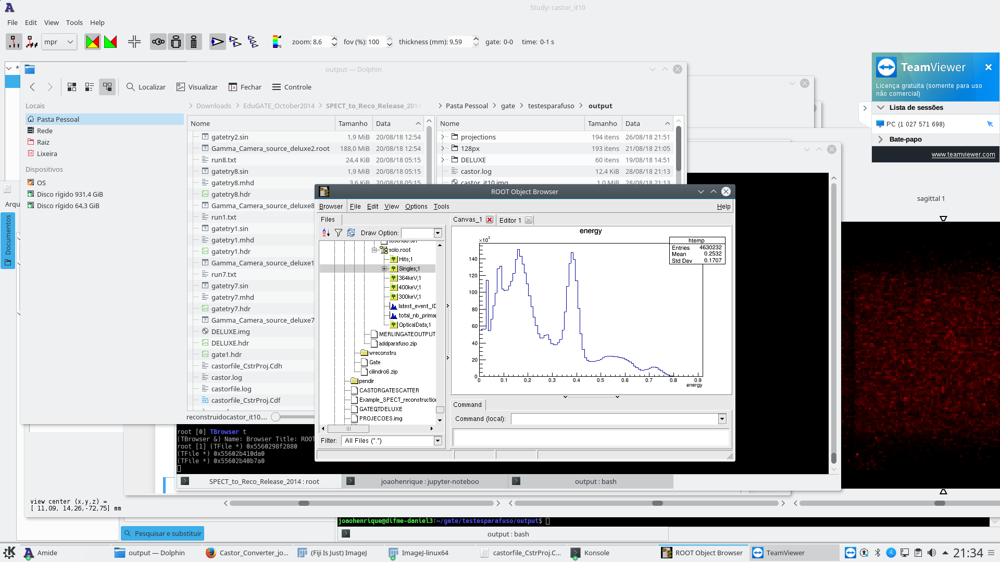 Study: castor_it10
File Edit View Tools Help
mpr
zoom: 8,6
fov (%): 100
thickness (mm): 9,59
gate: 0-0
time: 0-1 s
*
output — Dolphin
Localizar
Visualizar
Fechar
Controle
Locais
Pasta Pessoal
Rede
Raiz
Lixeira
Dispositivos
OS
Disco rígido 931,4 GiB
Disco rígido 64,3 GiB
Downloads > EduGATE_October2014 > SPECT_to_Reco_Release_2014
Nome Tamanho Data
gatetry2.sin 1,9 MiB 20/08/18 12:54
Gamma_Camera_source_deluxe2.root 188,0 MiB 20/08/18 12:54
run8.txt 24,4 KiB 20/08/18 05:15
gatetry8.sin 1,9 MiB 20/08/18 05:15
gatetry8.mhd 3,6 KiB 20/08/18 05:15
gatetry8.hdr
Gamma_Camera_source_deluxe8
run1.txt
gatetry1.sin
gatetry1.mhd
gatetry1.hdr
Gamma_Camera_source_deluxe1
run7.txt
gatetry7.sin
gatetry7.mhd
gatetry7.hdr
Gamma_Camera_source_deluxe7
DELUXE.img
DELUXE.hdr
gate1.hdr
castorfile_CstrProj.Cdh
castor.log
castorfile.log
castorfile_CstrProj.Cdf
reconstruidocastor_it10....
Pasta Pessoal > gate > testesparafuso > output
Nome Tamanho Data
projections 194 itens 26/08/18 21:51
128px 193 itens 21/08/18 21:05
DELUXE 60 itens 19/08/18 14:51
castor.log 12,4 KiB 28/08/18 21:13
castor_it10.img 1,0 MiB 28/08/18 21:13
TeamViewer
Licença gratuita (somente para uso
não comercial)
Lista de sessões
PC (1 027 571 698)
Bate-papo
www.teamviewer.com
sagittal 1
Arqu
Documentos
ROOT Object Browser
Browser File Edit View Options Tools Help
Files
Draw Option:
solo.root
Hits;1
Singles;1
364keV;1
400keV;1
300keV;1
latest_event_ID
total_nb_primar
OpticalData;1
MERLINGATEOUTPUT
addparafuso.zip
wreconstru
Gate
cilindro6.zip
pendir
CASTORGATESCATTER
Example_SPECT_reconstruction
GATEQTDELUXE
PROJECOES.img
Filter: All Files (*.*)
Canvas_1
Editor 1
energy
×10³
htemp
Entries 4630232
Mean 0.2532
Std Dev 0.1707
140
120
100
80
60
40
20
0
0 0.1 0.2 0.3 0.4 0.5 0.6 0.7 0.8 0.9
energy
Command
Command (local):
root [0] TBrowser t
(TBrowser &) Name: Browser Title: ROOT
root [1] (TFile *) 0x5560298f2880
(TFile *) 0x55602b410da0
(TFile *) 0x55602b40b7a0
SPECT_to_Reco_Release_2014 : root
joaohenrique : jupyter-noteboo
output : bash
view center (x,y,z) =
[ 11,09, 14,26,-72,75] mm
Pesquisar e substituir
joaohenrique@difme-daniel3:~/gate/testesparafuso/output$
output : bash
Amide
output — Dolphin
Castor_Converter_jo...
(Fiji Is Just) ImageJ
ImageJ-linux64
castorfile_CstrProj.C...
Konsole
ROOT Object Browser
TeamViewer
21:34